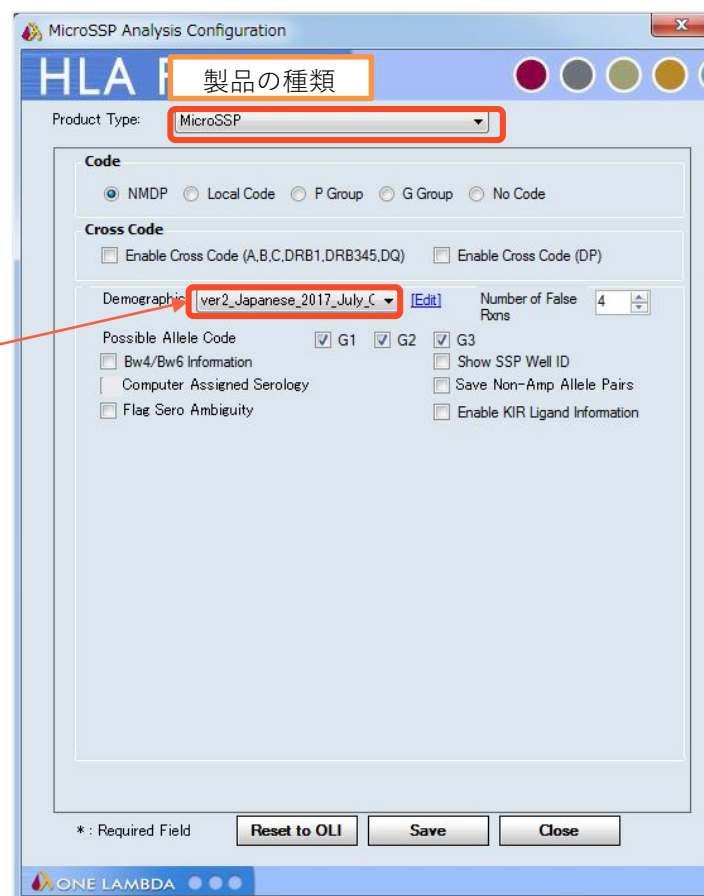 MicroSSP Analysis Configuration
HLA F
製品の種類
Product Type: MicroSSP
Code
NMDP Local Code P Group G Group No Code
Cross Code
Enable Cross Code (A,B,C,DRB1,DRB345,DQ) Enable Cross Code (DP)
Demographic ver2_Japanese_2017_July_C [Edit] Number of False Rxns 4
Possible Allele Code G1 G2 G3
Bw4/Bw6 Information Show SSP Well ID
Computer Assigned Serology Save Non-Amp Allele Pairs
Flag Sero Ambiguity Enable KIR Ligand Information
* : Required Field Reset to OLI Save Close
ONE LAMBDA